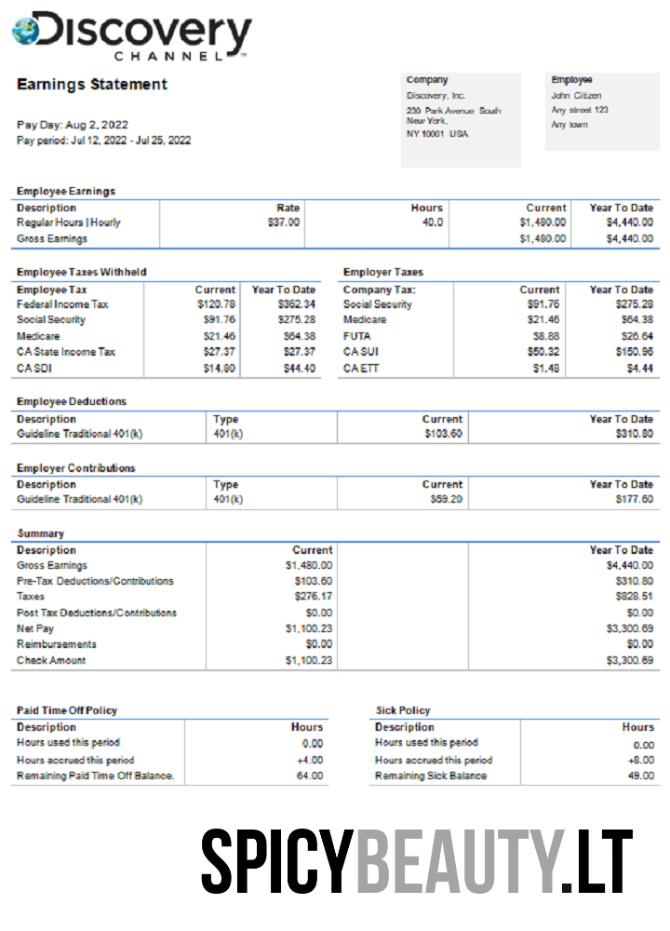 Discovery
CHANNEL™
Earnings Statement
Pay Day: Aug 2, 2022
Pay period: Jul 12, 2022 - Jul 25, 2022
Company
Discovery, Inc.
230 Park Avenue South
New York,
NY 10001 USA
Employee
John Citizen
Any street 123
Any town
Employee Earnings
Description Rate Hours Current Year To Date
Regular Hours | Hourly $37.00 40.0 $1,480.00 $4,440.00
Gross Earnings $1,480.00 $4,440.00
Employee Taxes Withheld
Employee Tax Current Year To Date
Federal Income Tax $120.78 $362.34
Social Security $91.76 $275.28
Medicare $21.46 $64.38
CA State Income Tax $27.37 $27.37
CA SDI $14.80 $44.40
Employer Taxes
Company Tax: Current Year To Date
Social Security $91.76 $275.28
Medicare $21.46 $64.38
FUTA $8.88 $26.64
CA SUI $50.32 $150.96
CA ETT $1.48 $4.44
Employee Deductions
Description Type Current Year To Date
Guideline Traditional 401(k) 401(k) $103.60 $310.80
Employer Contributions
Description Type Current Year To Date
Guideline Traditional 401(k) 401(k) $59.20 $177.60
Summary
Description Current Year To Date
Gross Earnings $1,480.00 $4,440.00
Pre-Tax Deductions/Contributions $103.60 $310.80
Taxes $276.17 $828.51
Post Tax Deductions/Contributions $0.00 $0.00
Net Pay $1,100.23 $3,300.69
Reimbursements $0.00 $0.00
Check Amount $1,100.23 $3,300.69
Paid Time Off Policy
Description Hours
Hours used this period 0.00
Hours accrued this period +4.00
Remaining Paid Time Off Balance. 64.00
Sick Policy
Description Hours
Hours used this period 0.00
Hours accrued this period +8.00
Remaining Sick Balance 49.00
SPICYBEAUTY.LT